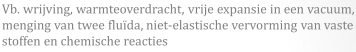 Vb. wrijving, warmteoverdracht, vrije expansie in een vacuum,
menging van twee fluïda, niet-elastische vervorming van vaste
stoffen en chemische reacties